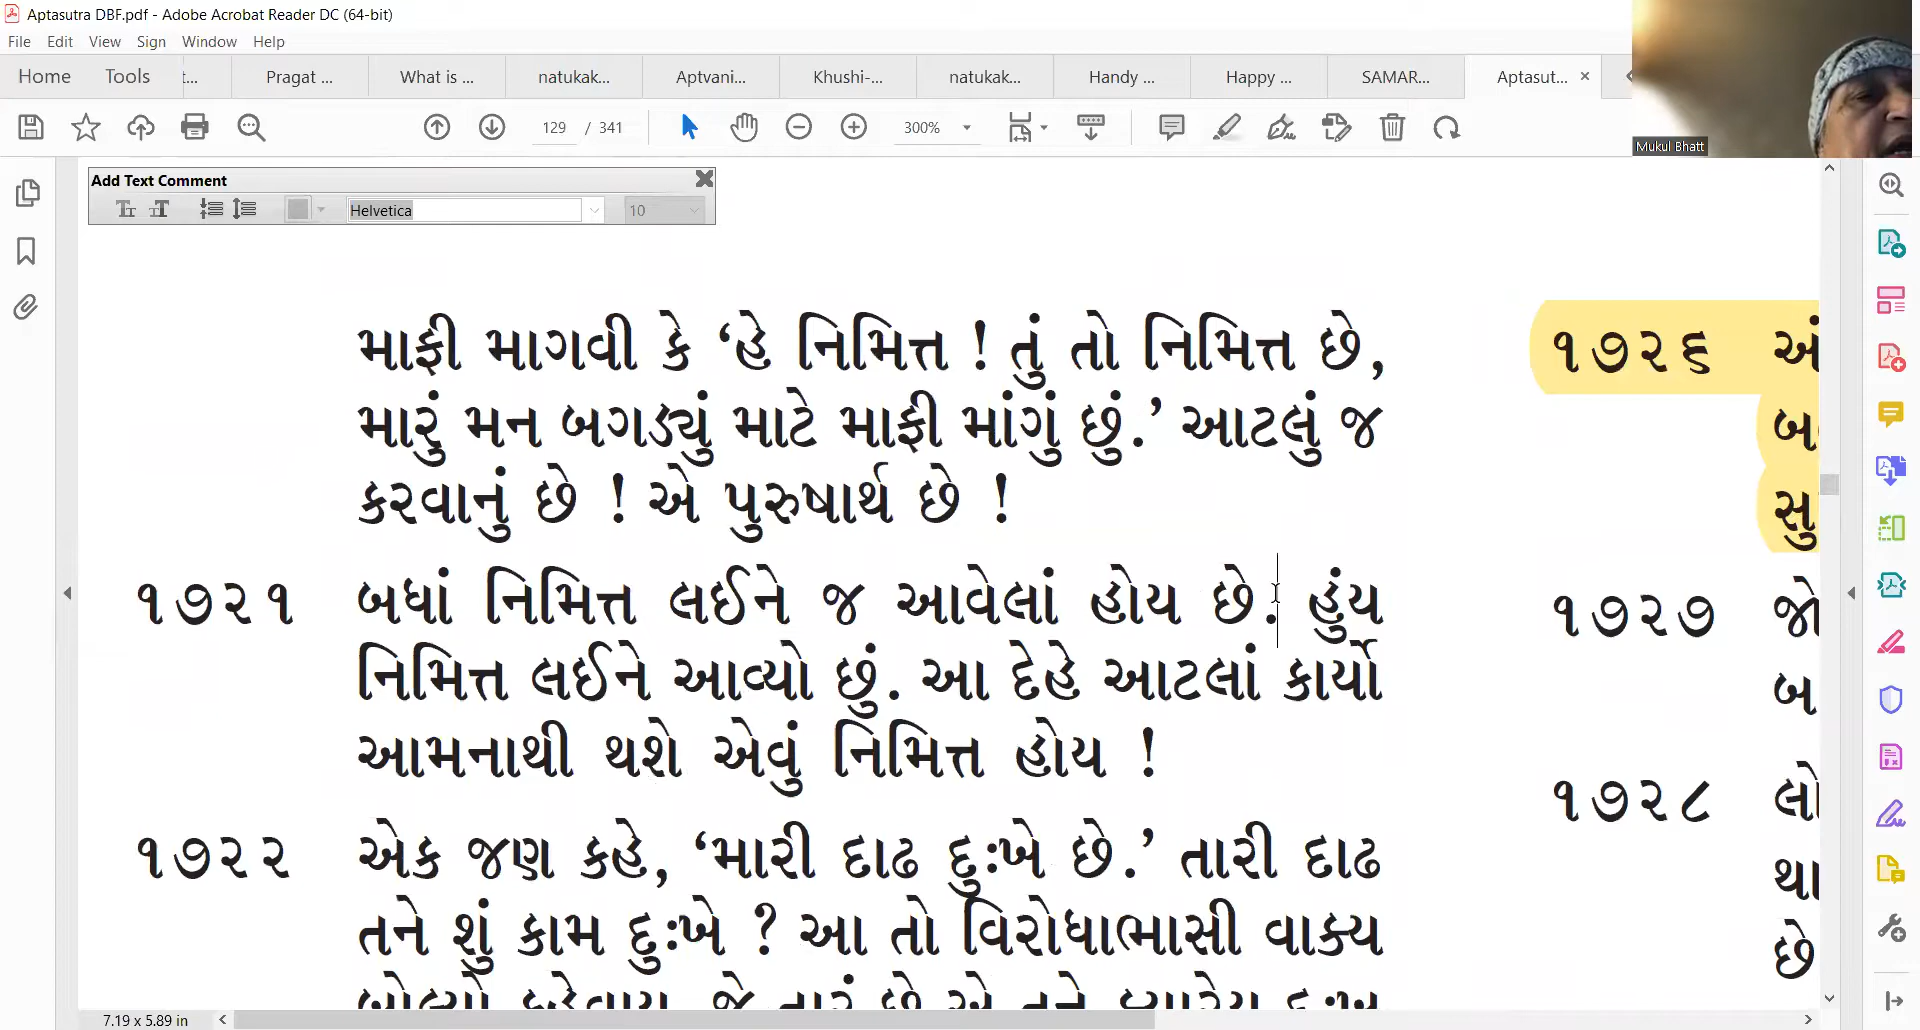 Aptasutra DBF.pdf - Adobe Acrobat Reader DC (64-bit)
File Edit View Sign Window Help
Home Tools t... Pragat ... What is ... natukak... Aptvani... Khushi-... natukak... Handy ... Happy ... SAMAR... Aptasut... ×
129 / 341 300%
Mukul Bhatt
Add Text Comment
Helvetica 10
માફી માગવી કે ‘હે નિમિત્ત ! તું તો નિમિત્ત છે,
મારું મન બગડ્યું માટે માફી માંગું છું.’ આટલું જ
કરવાનું છે ! એ પુરુષાર્થ છે !
૧૭૨૧ બધાં નિમિત્ત લઈને જ આવેલાં હોય છે. હુંય
નિમિત્ત લઈને આવ્યો છું. આ દેહે આટલાં કાર્યો
આમનાથી થશે એવું નિમિત્ત હોય !
૧૭૨૨ એક જણ કહે, ‘મારી દાઢ દુઃખે છે.’ તારી દાઢ
તને શું કામ દુઃખે ? આ તો વિરોધાભાસી વાક્ય
૧૭૨૬
૧૭૨૭
૧૭૨૮
છે
7.19 x 5.89 in